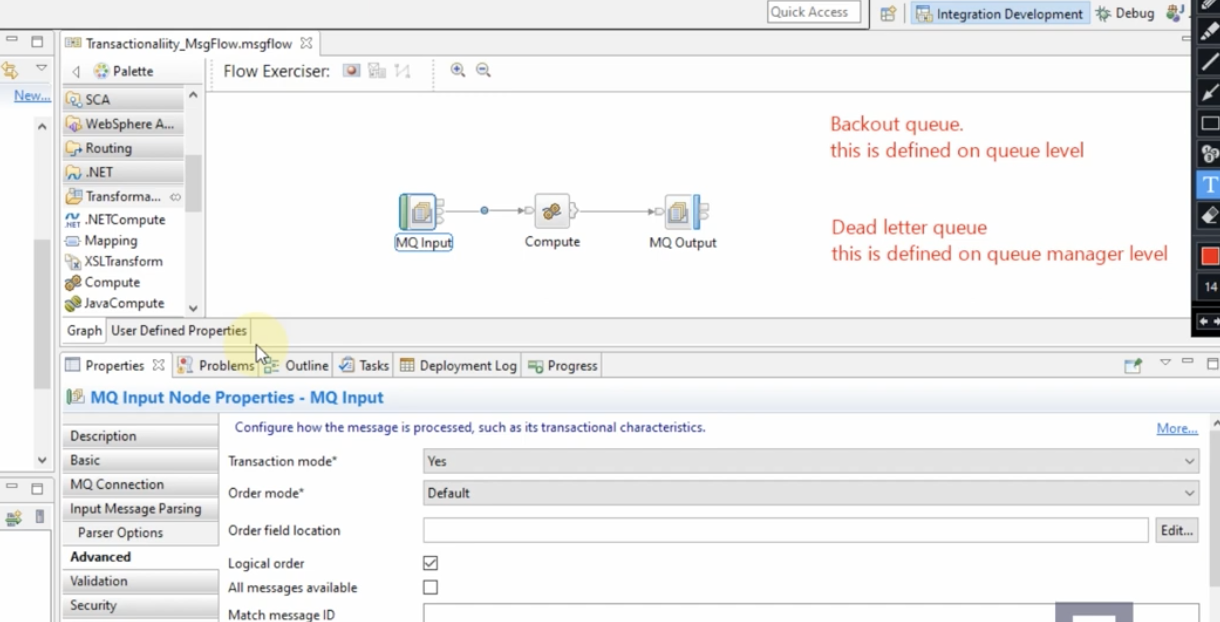 Quick Access
Integration Development
Debug
Transactionaliity_MsgFlow.msgflow
New...
Palette
Flow Exerciser:
SCA
WebSphere A...
Routing
.NET
Transforma...
.NETCompute
Mapping
XSLTransform
Compute
JavaCompute
MQ Input
Compute
MQ Output
Backout queue.
this is defined on queue level
Dead letter queue
this is defined on queue manager level
T
14
Graph
User Defined Properties
Properties
Problems
Outline
Tasks
Deployment Log
Progress
MQ Input Node Properties - MQ Input
Description
Basic
MQ Connection
Input Message Parsing
Parser Options
Advanced
Validation
Security
Configure how the message is processed, such as its transactional characteristics.
More...
Transaction mode*
Yes
Order mode*
Default
Order field location
Edit...
Logical order
All messages available
Match message ID